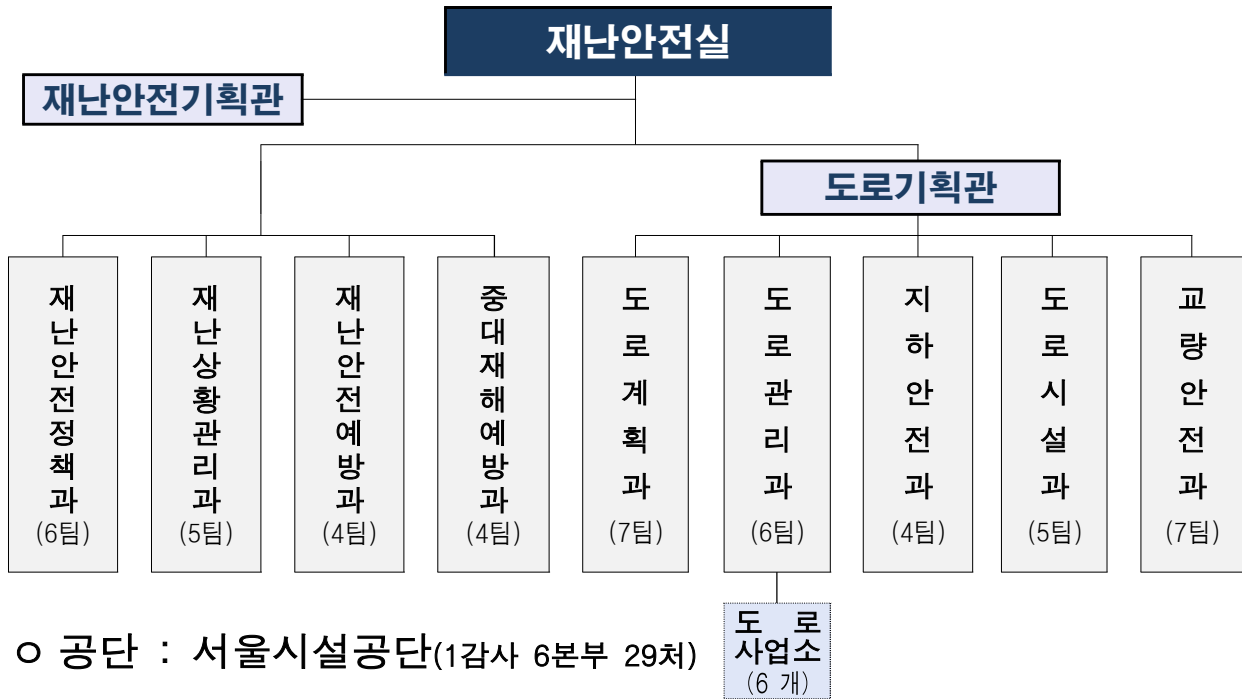 재난안전실
재난안전기획관
도로기획관
재난안전정책과
(6팀)
재난상황관리과
(5팀)
재난안전예방과
(4팀)
중대재해예방과
(4팀)
도로계획과
(7팀)
도로관리과
(6팀)
지하안전과
(4팀)
도로시설과
(5팀)
교량안전과
(7팀)
도 로
사업소
(6 개)
ㅇ 공단 : 서울시설공단(1감사 6본부 29처)